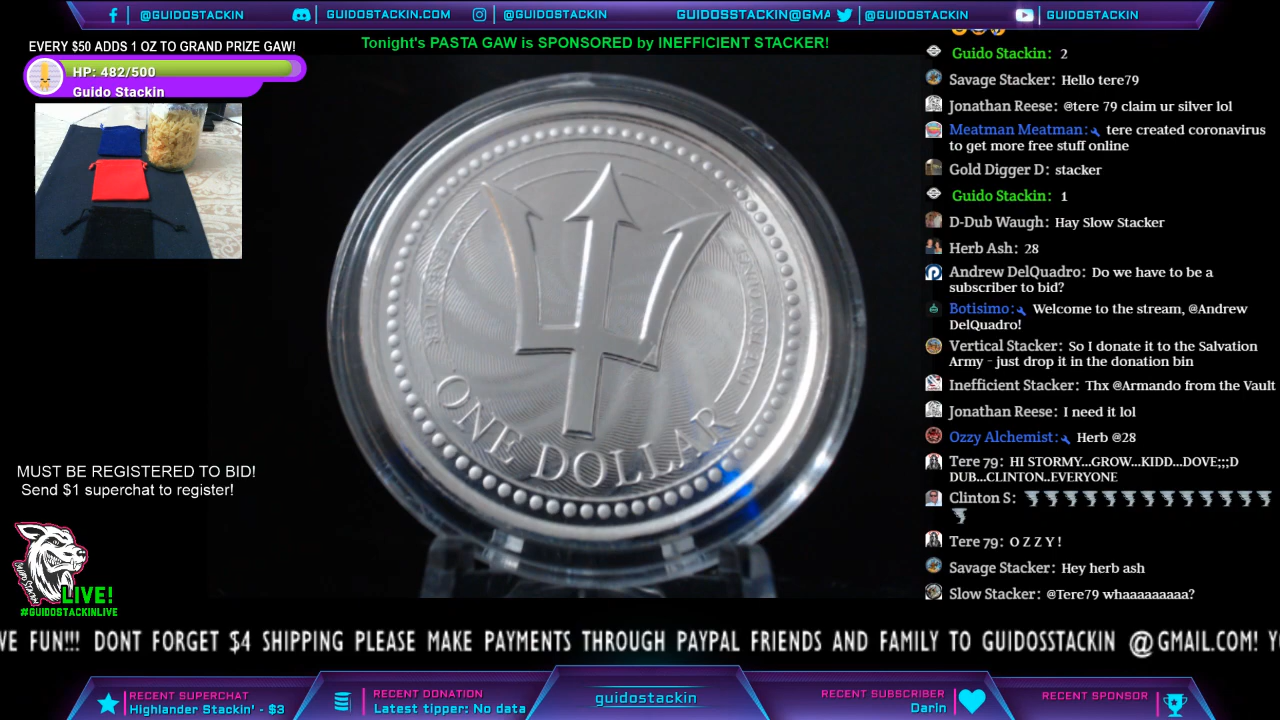 @GUIDOSTACKIN
GUIDOSTACKIN.COM
@GUIDOSTACKIN
GUIDOSSTACKIN@GMA
@GUIDOSTACKIN
GUIDOSTACKIN
EVERY $50 ADDS 1 OZ TO GRAND PRIZE GAW!
HP: 482/500
Guido Stackin
Tonight's PASTA GAW is SPONSORED by INEFFICIENT STACKER!
ONE DOLLAR
MUST BE REGISTERED TO BID!
Send $1 superchat to register!
GUIDO STACKIN
LIVE!
#GUIDOSTACKINLIVE
Guido Stackin: 2
Savage Stacker: Hello tere79
Jonathan Reese: @tere 79 claim ur silver lol
Meatman Meatman: tere created coronavirus
to get more free stuff online
Gold Digger D: stacker
Guido Stackin: 1
D-Dub Waugh: Hay Slow Stacker
Herb Ash: 28
Andrew DelQuadro: Do we have to be a
subscriber to bid?
Botisimo: Welcome to the stream, @Andrew
DelQuadro!
Vertical Stacker: So I donate it to the Salvation
Army - just drop it in the donation bin
Inefficient Stacker: Thx @Armando from the Vault
Jonathan Reese: I need it lol
Ozzy Alchemist: Herb @28
Tere 79: HI STORMY...GROW...KIDD...DOVE;;;D
DUB...CLINTON..EVERYONE
Clinton S:
Tere 79: O Z Z Y !
Savage Stacker: Hey herb ash
Slow Stacker: @Tere79 whaaaaaaaaa?
VE FUN!!! DONT FORGET $4 SHIPPING PLEASE MAKE PAYMENTS THROUGH PAYPAL FRIENDS AND FAMILY TO GUIDOSSTACKIN @GMAIL.COM! YO
RECENT SUPERCHAT
Highlander Stackin' - $3
RECENT DONATION
Latest tipper: No data
guidostackin
RECENT SUBSCRIBER
Darin
RECENT SPONSOR